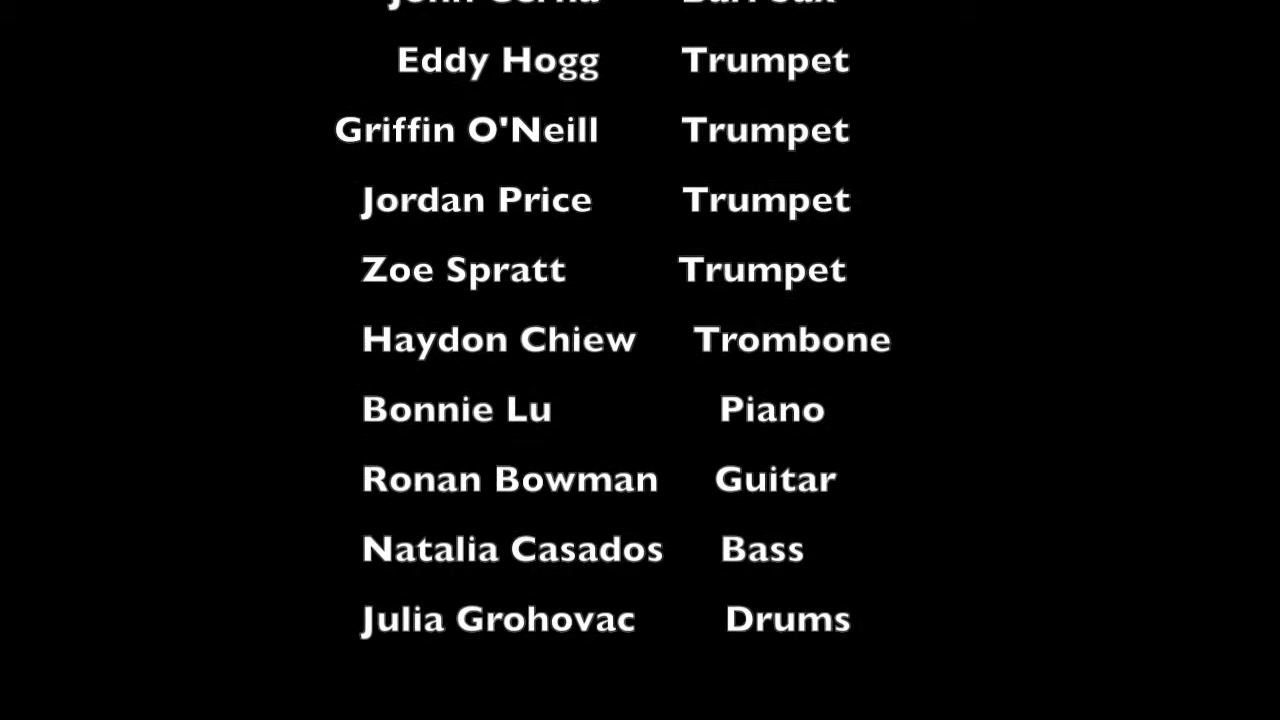 Eddy Hogg Trumpet
Griffin O'Neill Trumpet
Jordan Price Trumpet
Zoe Spratt Trumpet
Haydon Chiew Trombone
Bonnie Lu Piano
Ronan Bowman Guitar
Natalia Casados Bass
Julia Grohovac Drums